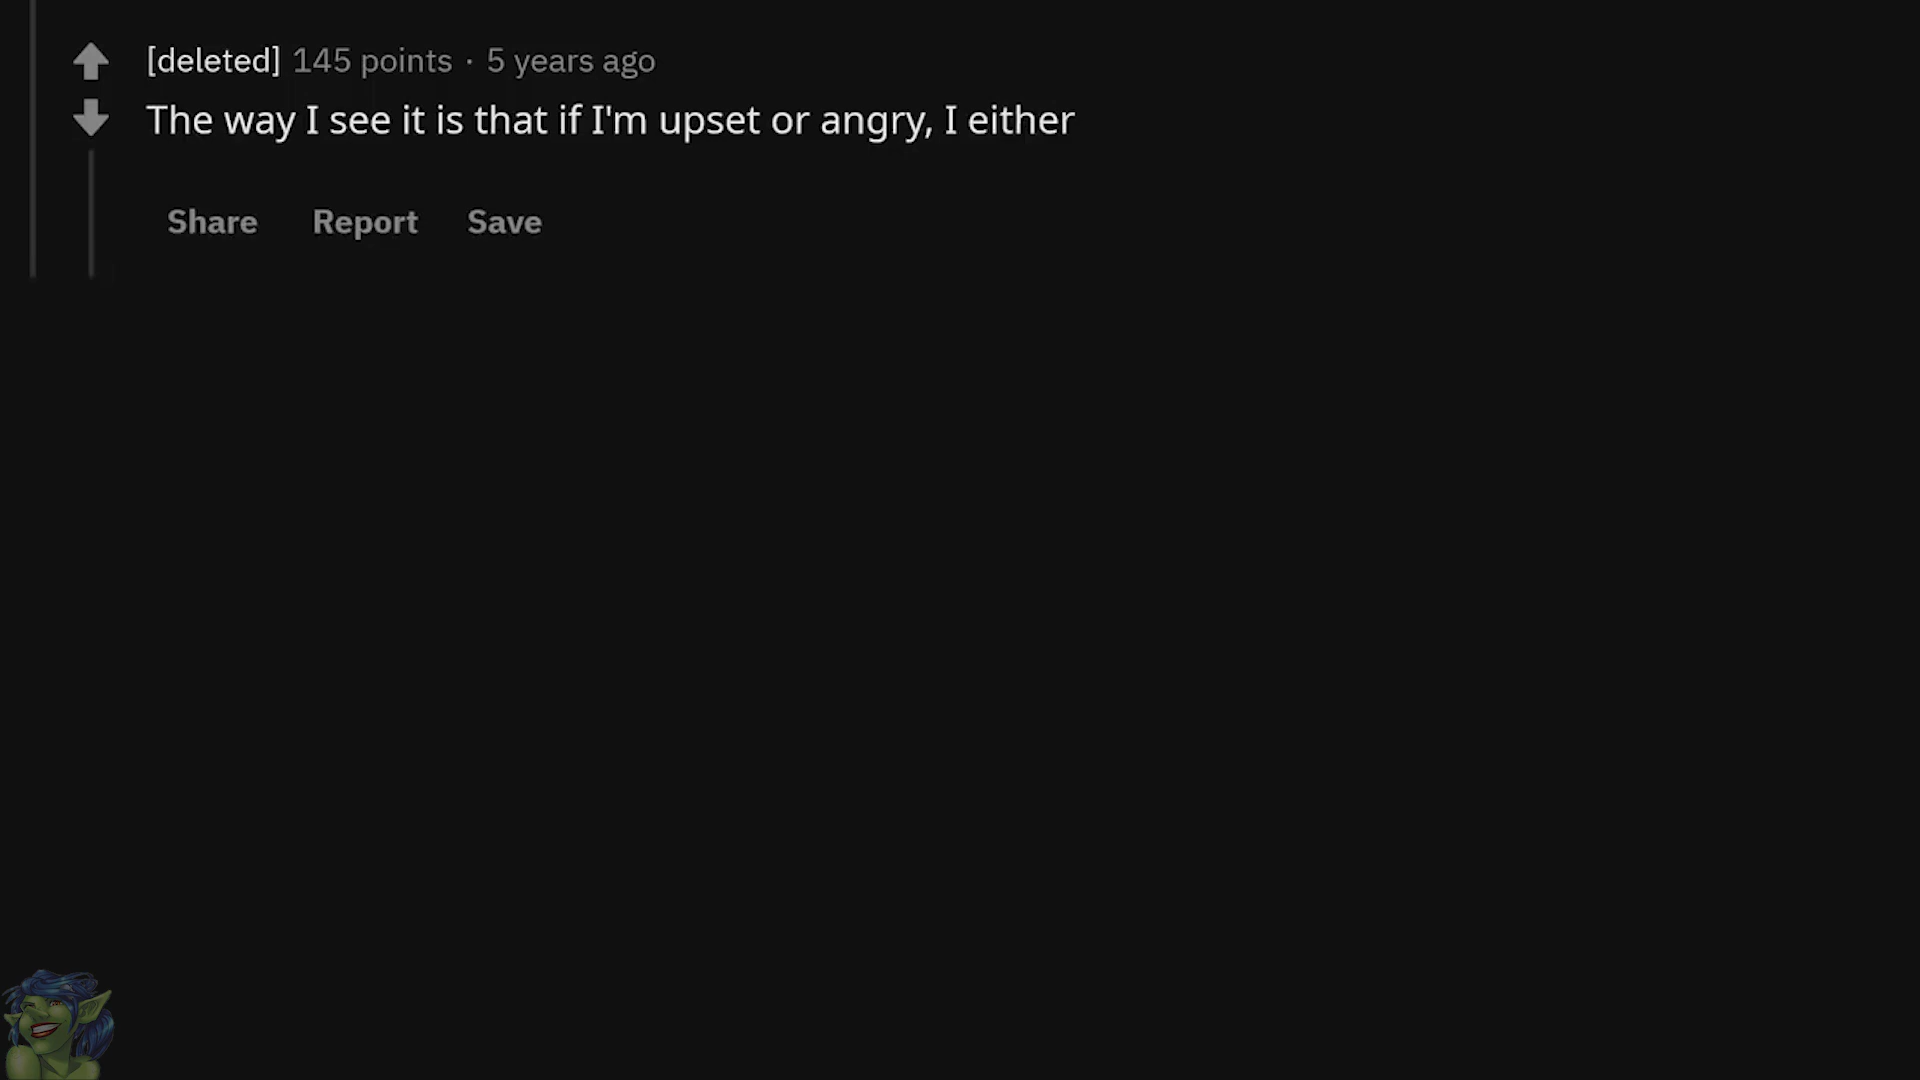 [deleted] 145 points · 5 years ago
The way I see it is that if I'm upset or angry, I either
Share Report Save